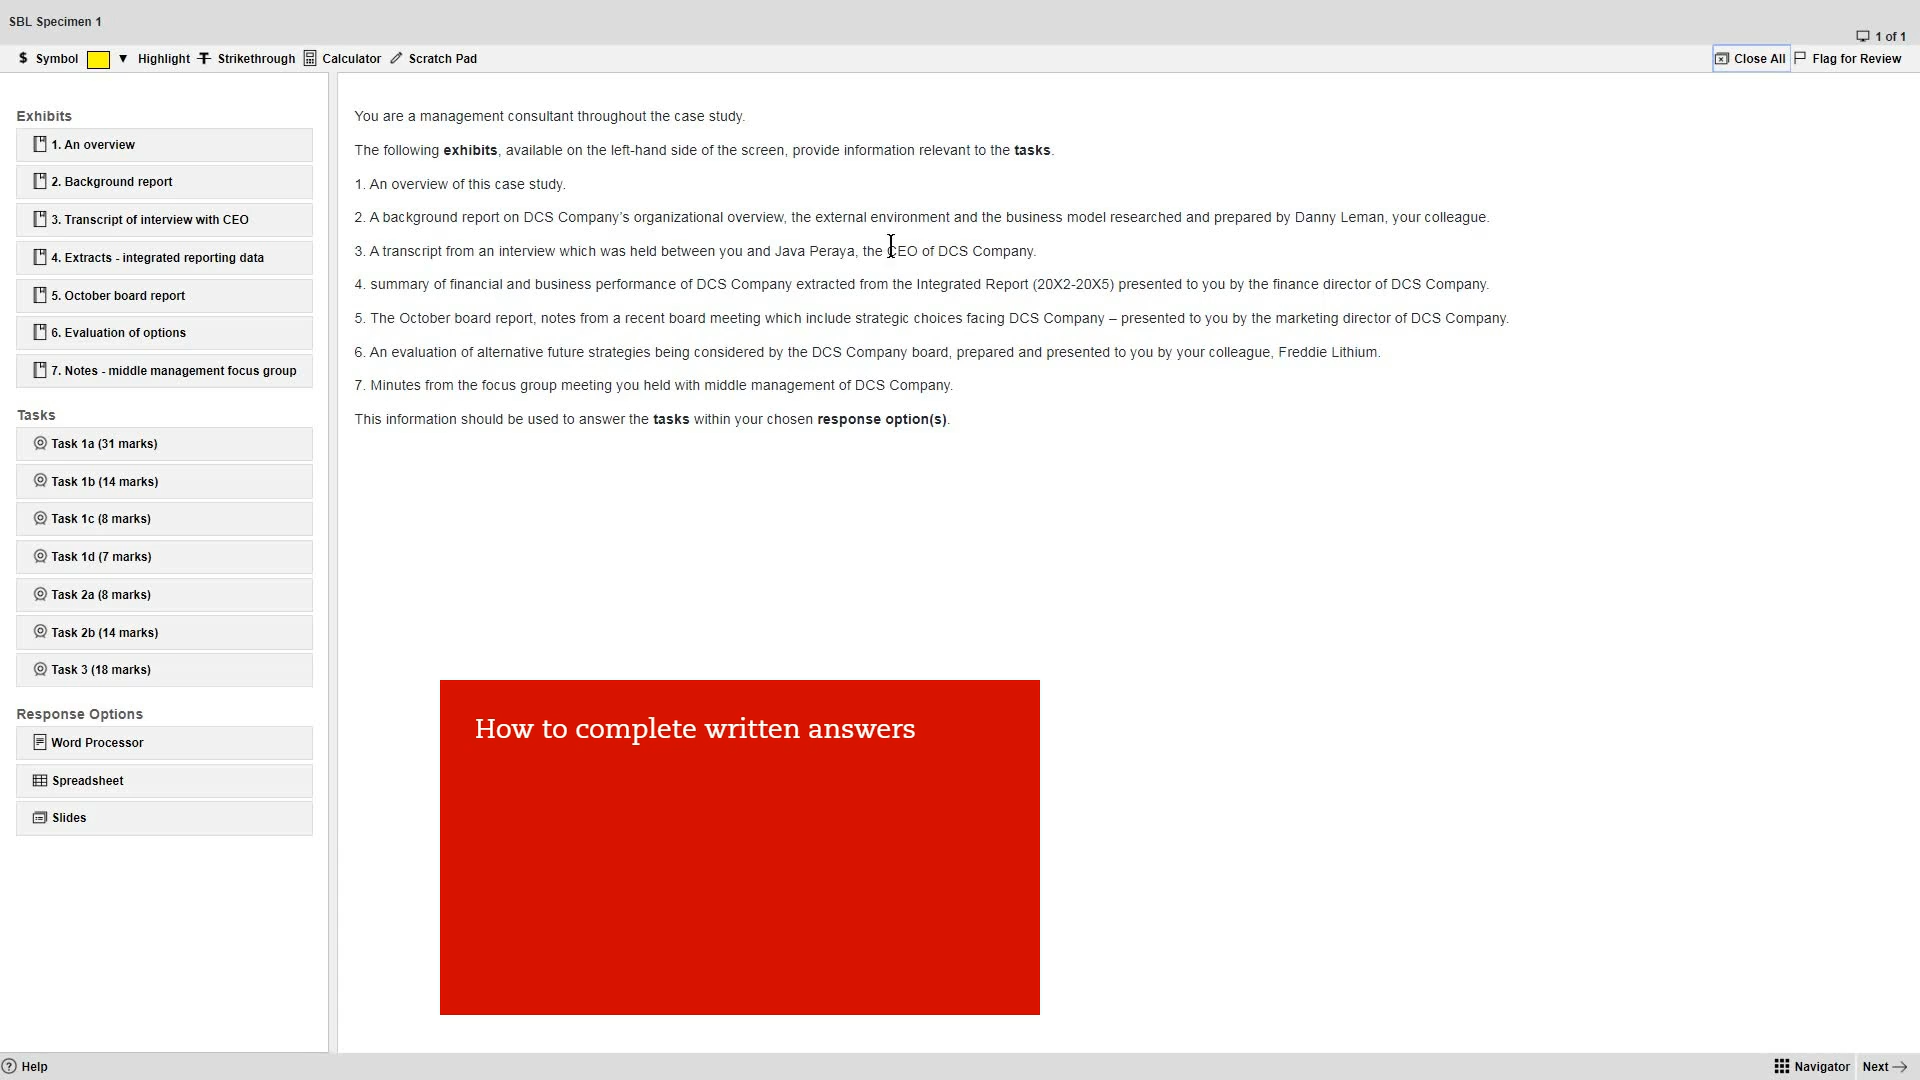 SBL Specimen 1
1 of 1
$ Symbol Highlight Strikethrough Calculator Scratch Pad Close All Flag for Review
Exhibits
1. An overview
2. Background report
3. Transcript of interview with CEO
4. Extracts - integrated reporting data
5. October board report
6. Evaluation of options
7. Notes - middle management focus group
Tasks
Task 1a (31 marks)
Task 1b (14 marks)
Task 1c (8 marks)
Task 1d (7 marks)
Task 2a (8 marks)
Task 2b (14 marks)
Task 3 (18 marks)
Response Options
Word Processor
Spreadsheet
Slides
You are a management consultant throughout the case study.
The following exhibits, available on the left-hand side of the screen, provide information relevant to the tasks.
1. An overview of this case study.
2. A background report on DCS Company's organizational overview, the external environment and the business model researched and prepared by Danny Leman, your colleague.
3. A transcript from an interview which was held between you and Java Peraya, the CEO of DCS Company.
4. summary of financial and business performance of DCS Company extracted from the Integrated Report (20X2-20X5) presented to you by the finance director of DCS Company.
5. The October board report, notes from a recent board meeting which include strategic choices facing DCS Company – presented to you by the marketing director of DCS Company.
6. An evaluation of alternative future strategies being considered by the DCS Company board, prepared and presented to you by your colleague, Freddie Lithium.
7. Minutes from the focus group meeting you held with middle management of DCS Company.
This information should be used to answer the tasks within your chosen response option(s).
How to complete written answers
? Help
Navigator Next